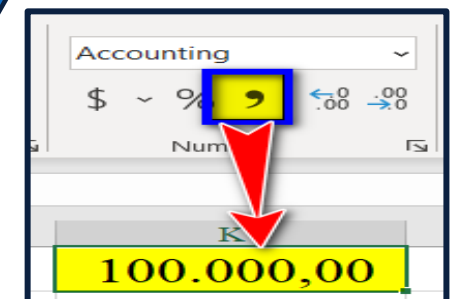 Accounting
$ % , ←0 .00 .00 →0
Num
K
100.000,00